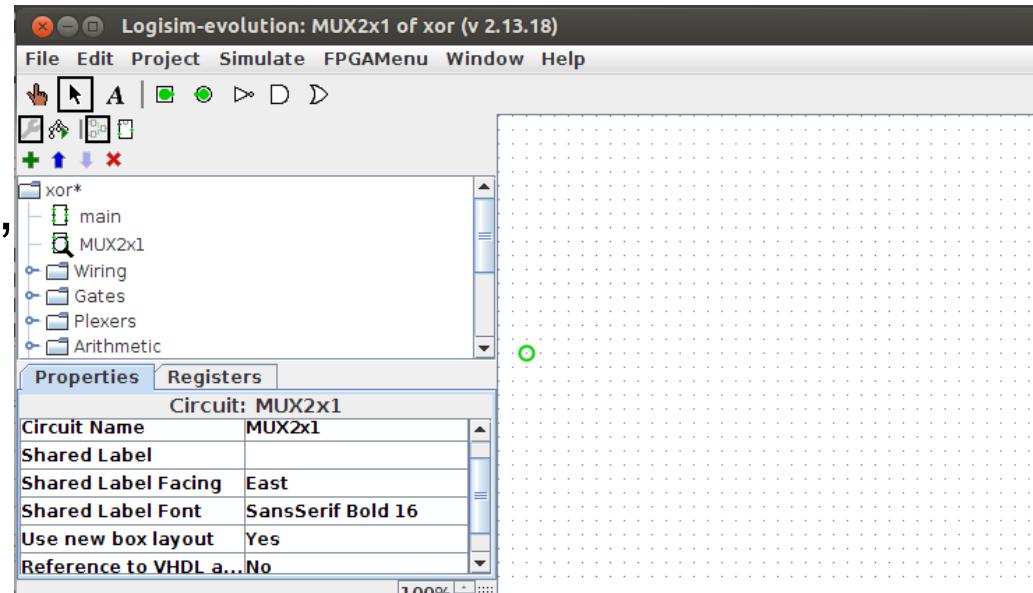 Logisim-evolution: MUX2x1 of xor (v 2.13.18)
File Edit Project Simulate FPGAMenu Window Help
A
xor*
main
,
MUX2x1
Wiring
Gates
Plexers
Arithmetic
Properties Registers
Circuit: MUX2x1
Circuit Name MUX2x1
Shared Label
Shared Label Facing East
Shared Label Font SansSerif Bold 16
Use new box layout Yes
Reference to VHDL a... No
100%